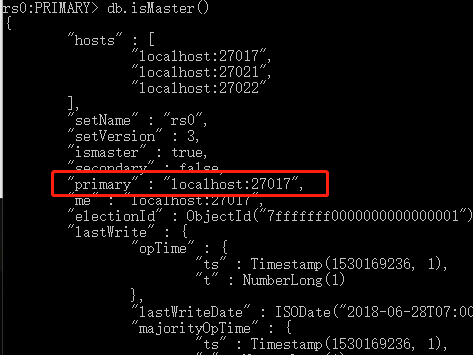 rs0:PRIMARY> db.isMaster()
{
"hosts" : [
"localhost:27017",
"localhost:27021",
"localhost:27022"
],
"setName" : "rs0",
"setVersion" : 3,
"ismaster" : true,
"secondary" : false,
"primary" : "localhost:27017",
"me" : "localhost:27017",
"electionId" : ObjectId("7fffffff0000000000000001")
"lastWrite" : {
"opTime" : {
"ts" : Timestamp(1530169236, 1),
"t" : NumberLong(1)
},
"lastWriteDate" : ISODate("2018-06-28T07:00
"majorityOpTime" : {
"ts" : Timestamp(1530169236, 1),